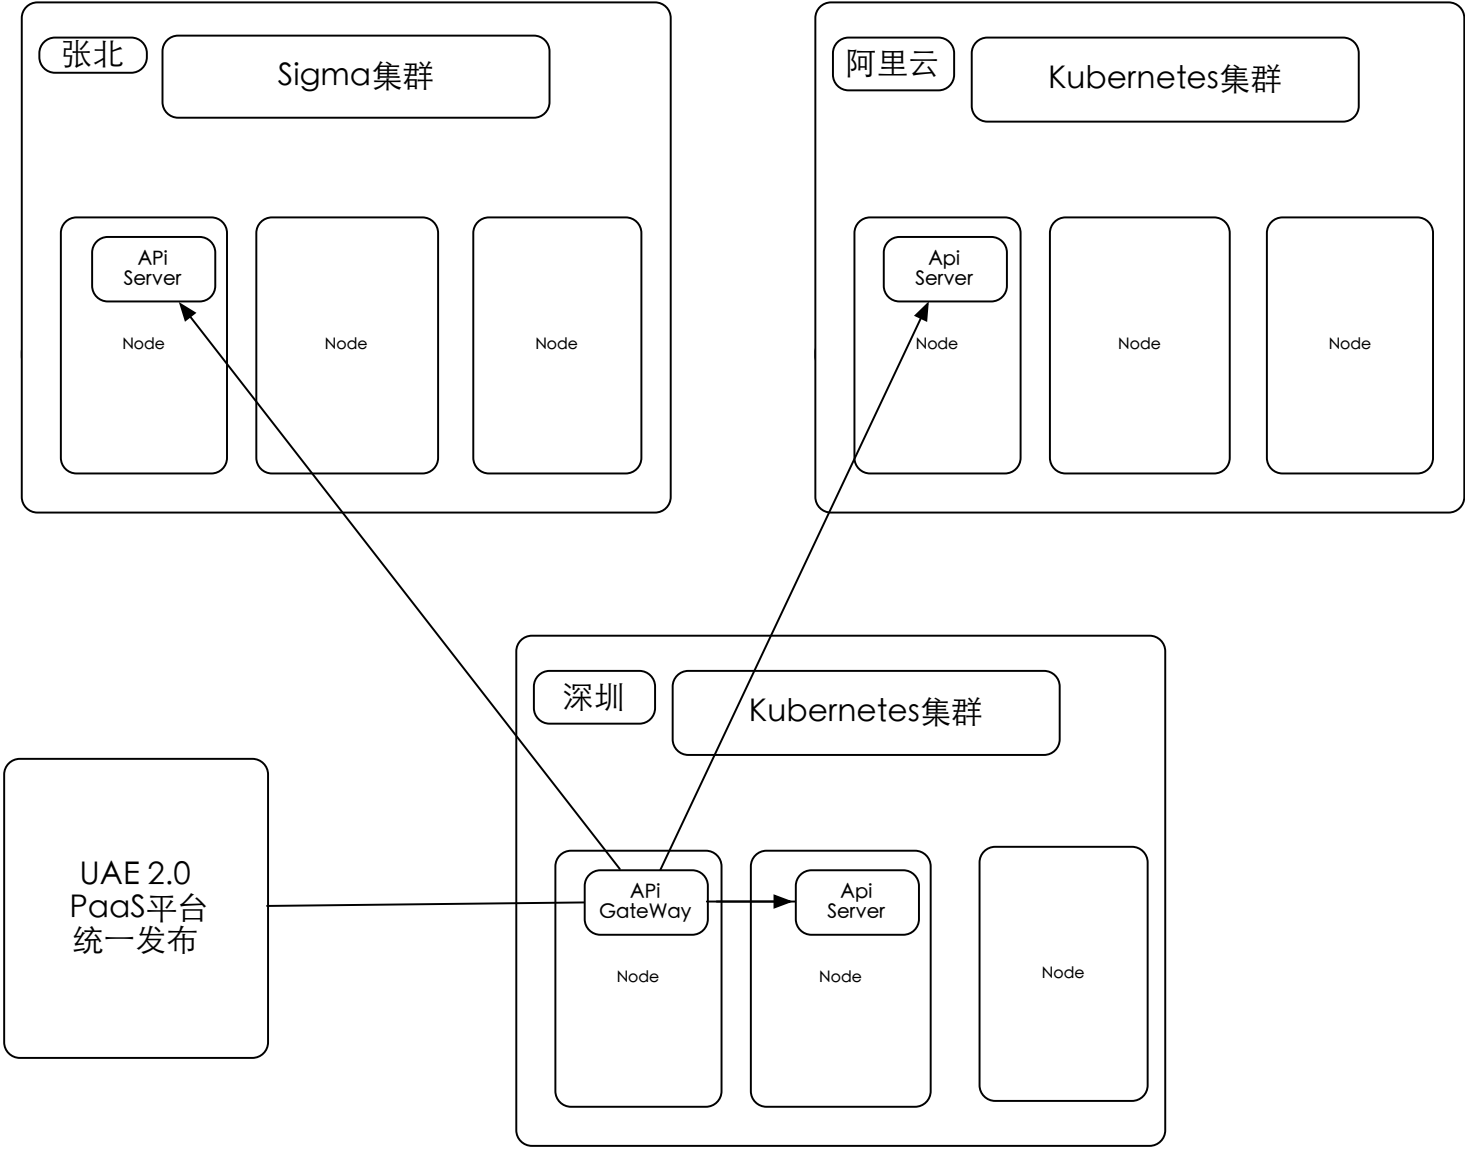 张北
Sigma集群
APi
Server
Node
Node
Node
阿里云
Kubernetes集群
Api
Server
Node
Node
Node
深圳
Kubernetes集群
APi
GateWay
Node
Api
Server
Node
Node
UAE 2.0
PaaS平台
统一发布